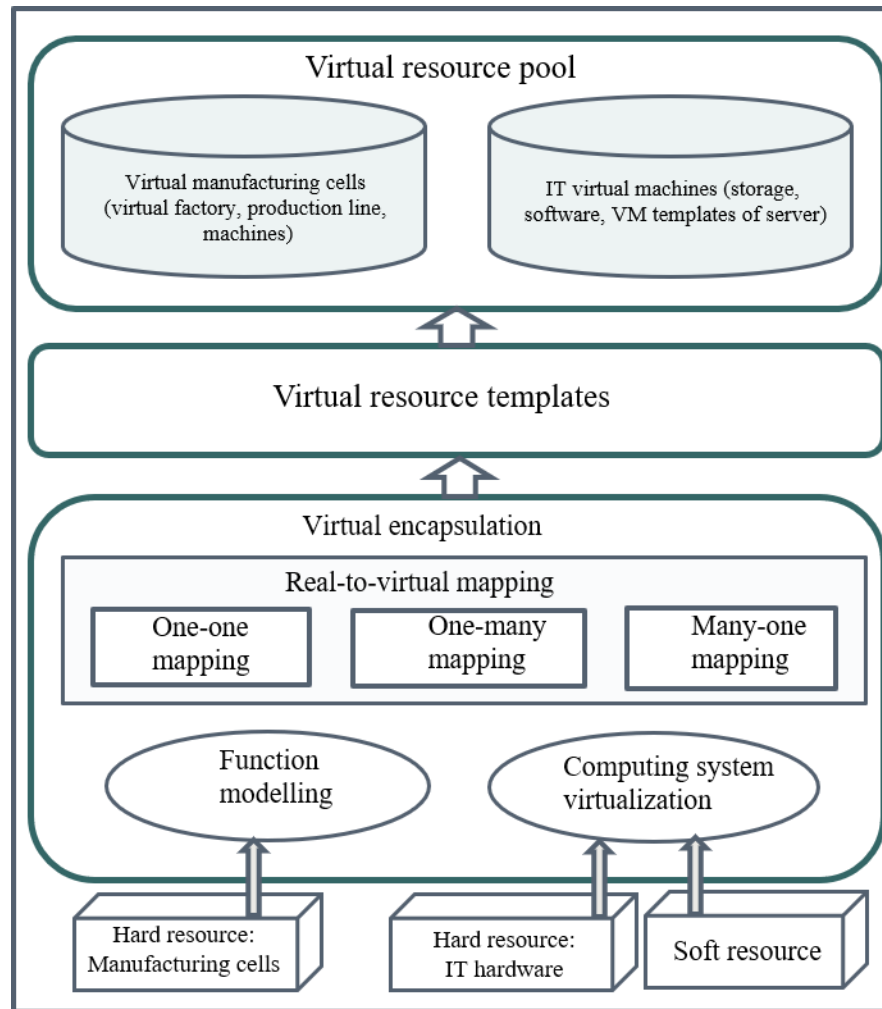 Virtual resource pool
Virtual manufacturing cells
(virtual factory, production line,
machines)
IT virtual machines (storage,
software, VM templates of server)
Virtual resource templates
Virtual encapsulation
Real-to-virtual mapping
One-one
mapping
One-many
mapping
Many-one
mapping
Function
modelling
Computing system
virtualization
Hard resource:
Manufacturing cells
Hard resource:
IT hardware
Soft resource